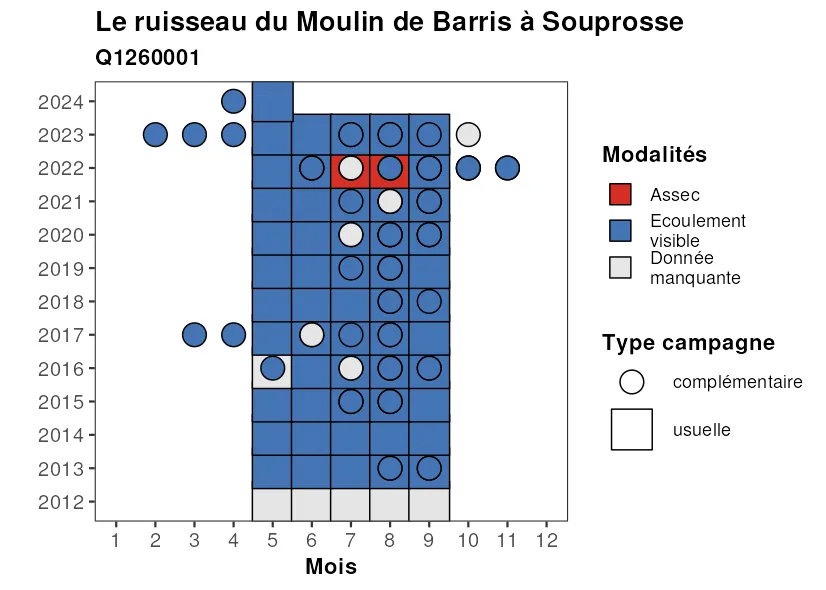 Le ruisseau du Moulin de Barris à Souprosse
Q1260001
2024
2023
2022
2021
2020
2019
2018
2017
2016
2015
2014
2013
2012
1 2 3 4 5 6 7 8 9 10 11 12
Mois
Modalités
Assec
Ecoulement
visible
Donnée
manquante
Type campagne
complémentaire
usuelle